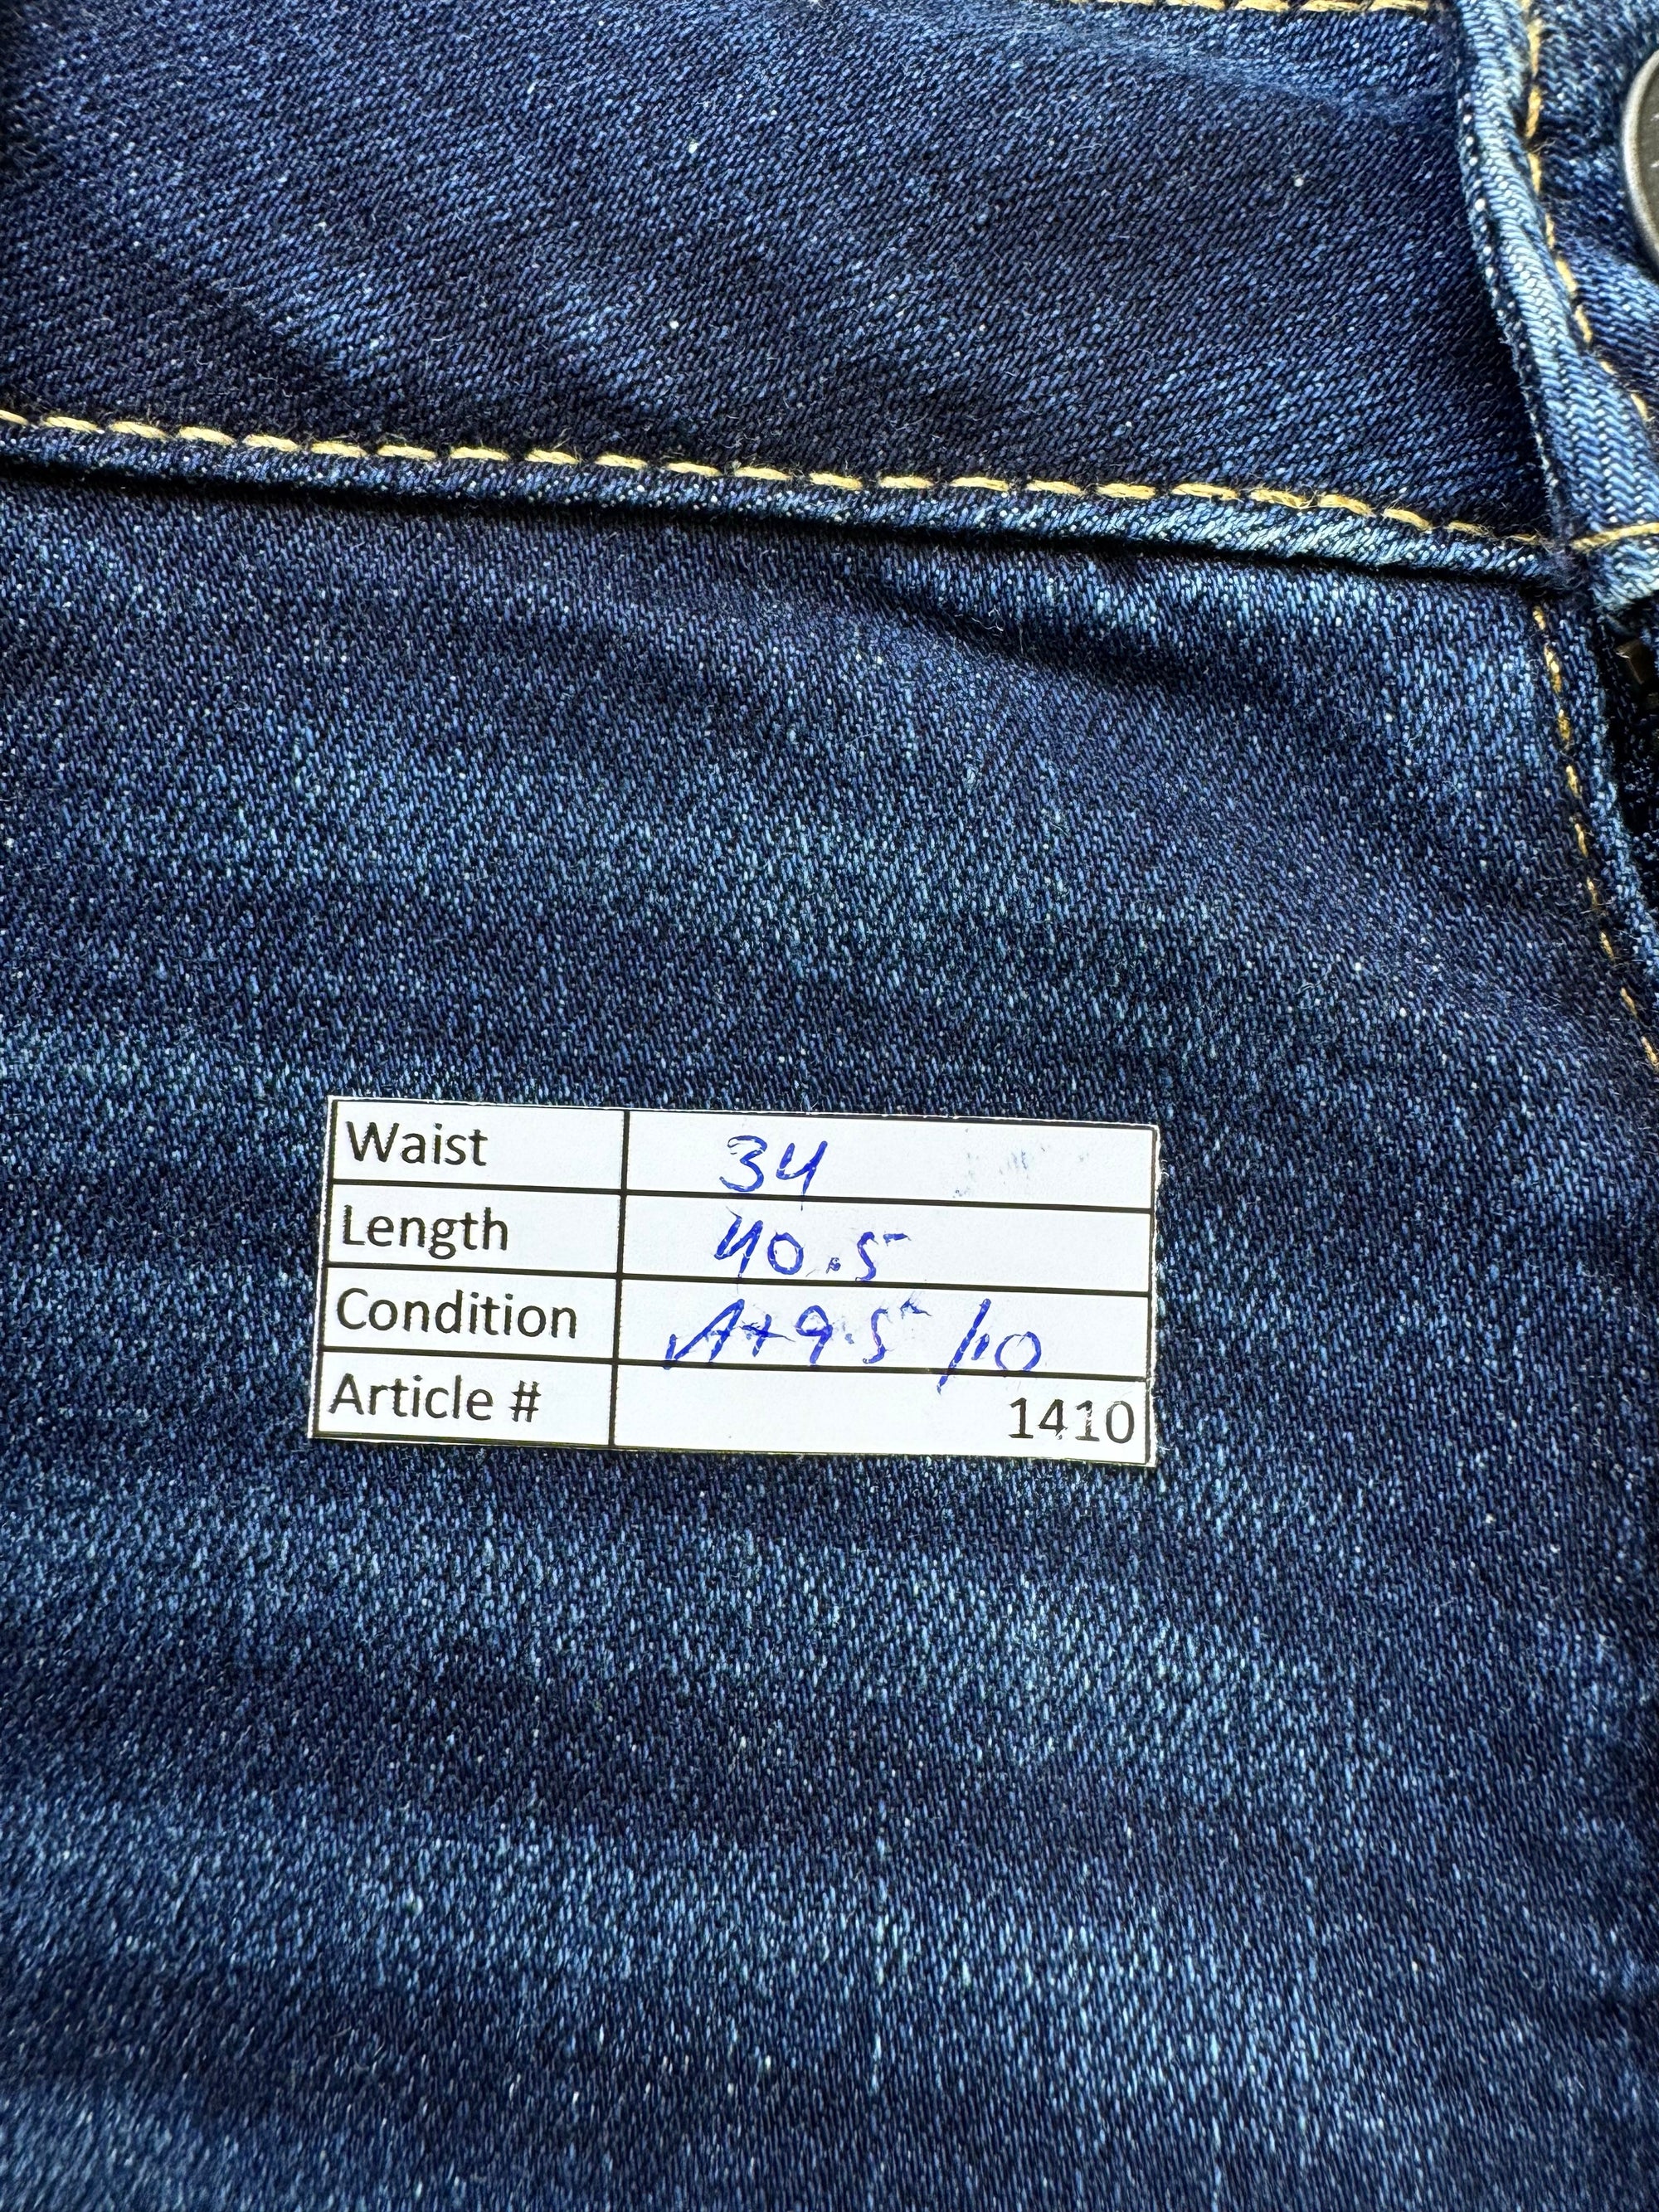 Waist 34
Length 40.5
Condition A+9.5/10
Article # 1410